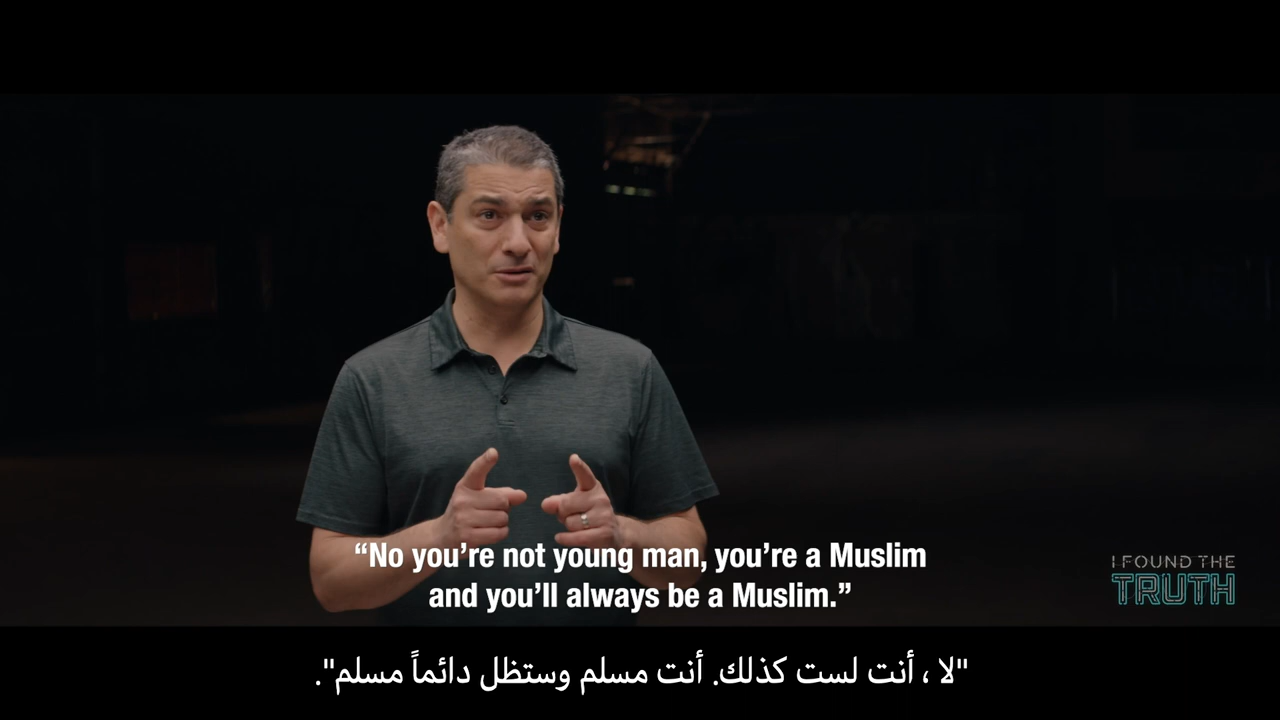 “No you’re not young man, you’re a Muslim
and you’ll always be a Muslim.”
I FOUND THE
TRUTH
"لا ، أنت لست كذلك. أنت مسلم وستظل دائماً مسلم".